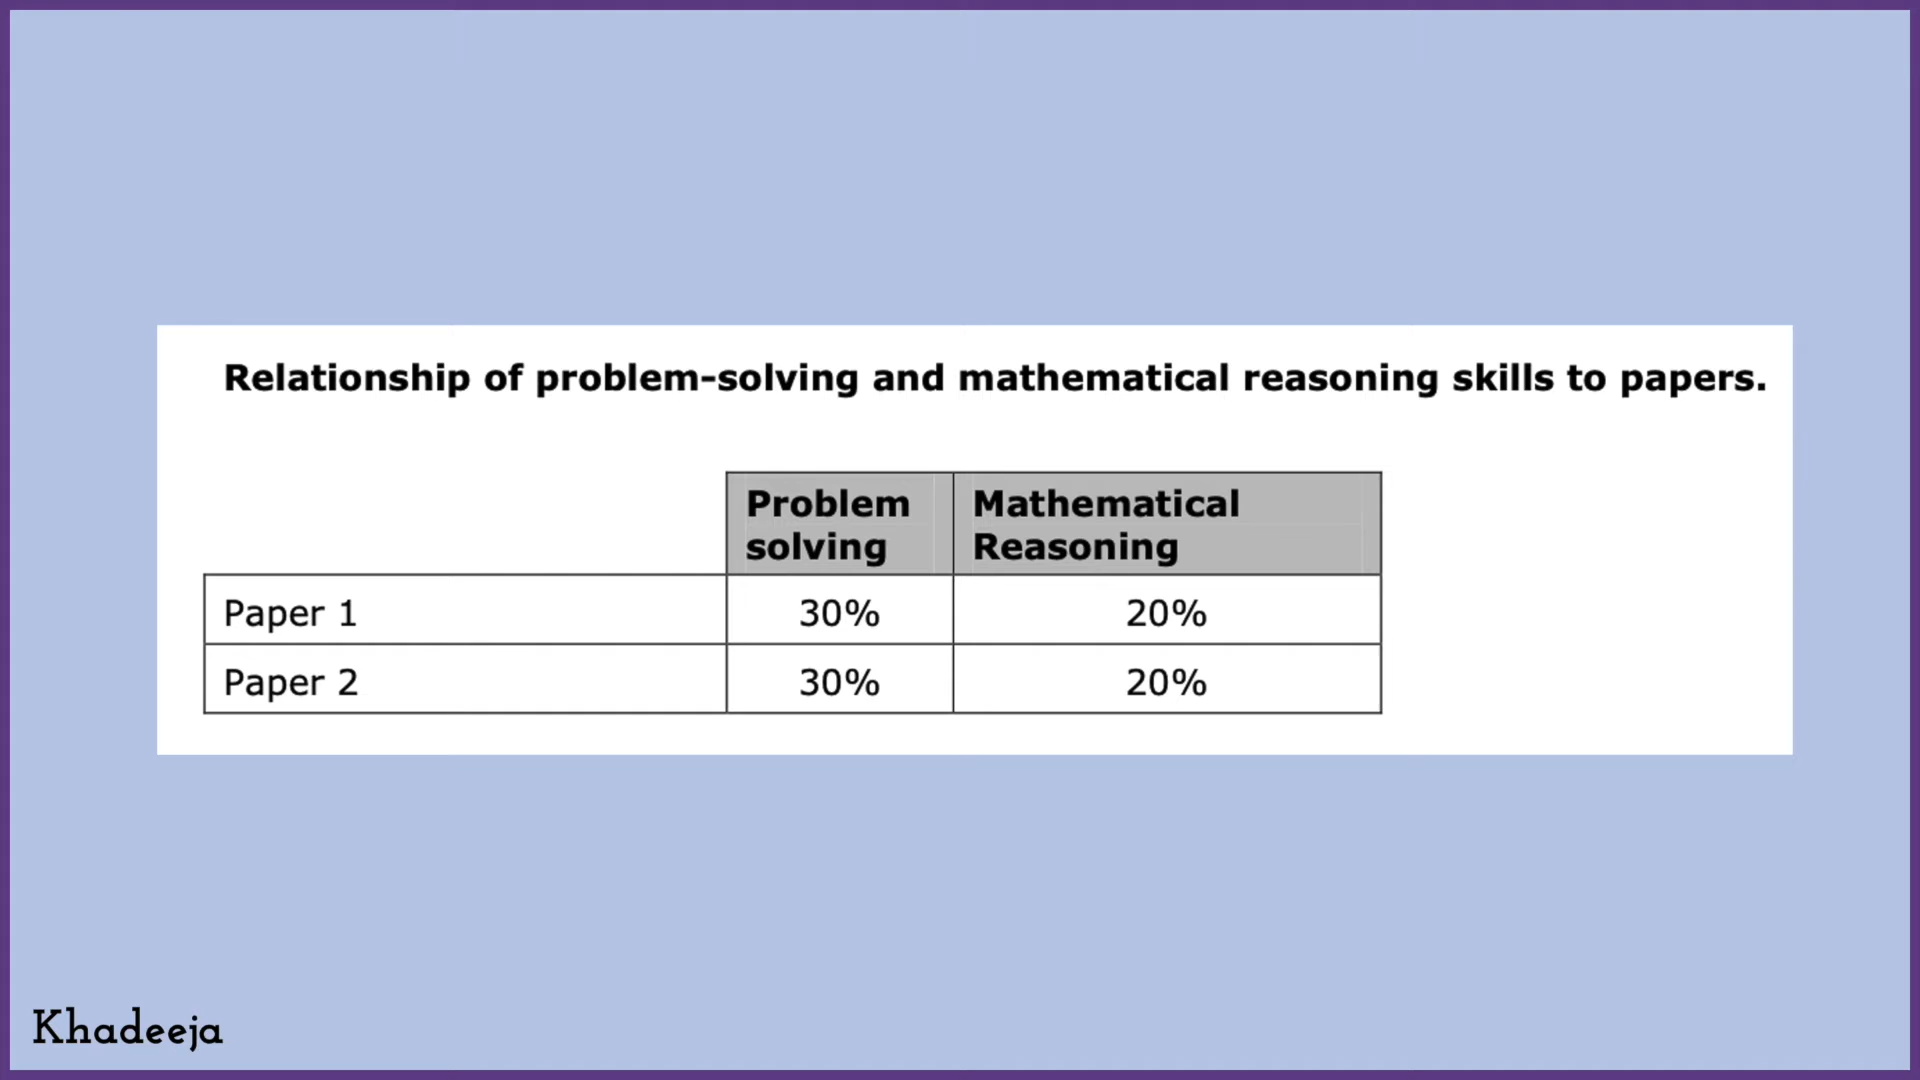 Relationship of problem-solving and mathematical reasoning skills to papers.
Problem solving Mathematical Reasoning
Paper 1 30% 20%
Paper 2 30% 20%
Khadeeja